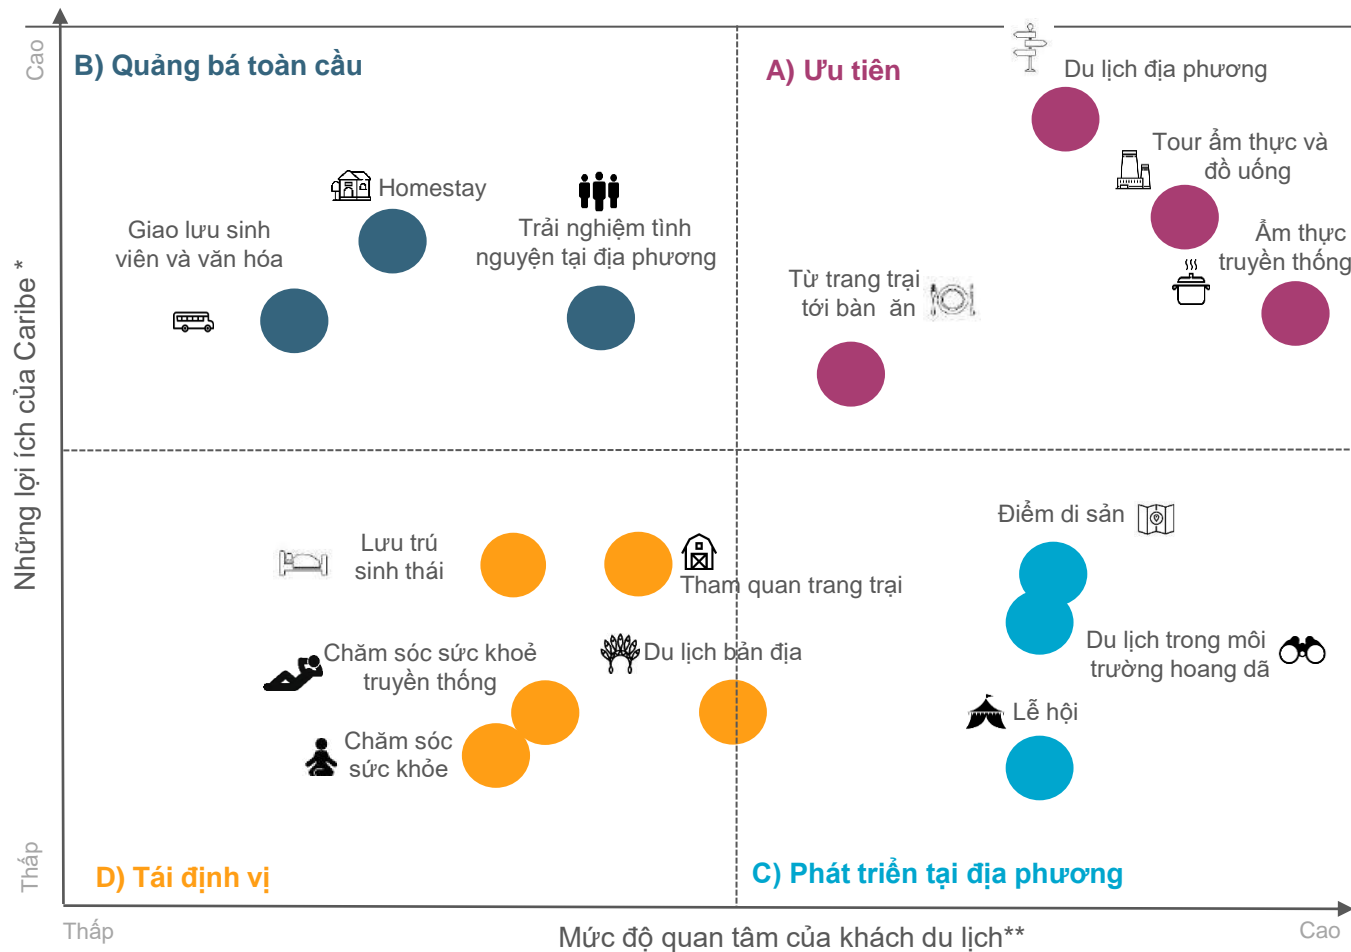 Cao
B) Quảng bá toàn cầu
A) Ưu tiên
Du lịch địa phương
Tour ẩm thực và
đồ uống
Homestay
Giao lưu sinh
viên và văn hóa
Trải nghiệm tình
nguyện tại địa phương
Ẩm thực
truyền thống
Từ trang trại
tới bàn ăn
Những lợi ích của Caribe *
Điểm di sản
Lưu trú
sinh thái
Tham quan trang trại
Du lịch trong môi
trường hoang dã
Chăm sóc sức khoẻ
truyền thống
Du lịch bản địa
Lễ hội
Chăm sóc
sức khỏe
Thấp
D) Tái định vị
C) Phát triển tại địa phương
Thấp
Mức độ quan tâm của khách du lịch**
Cao